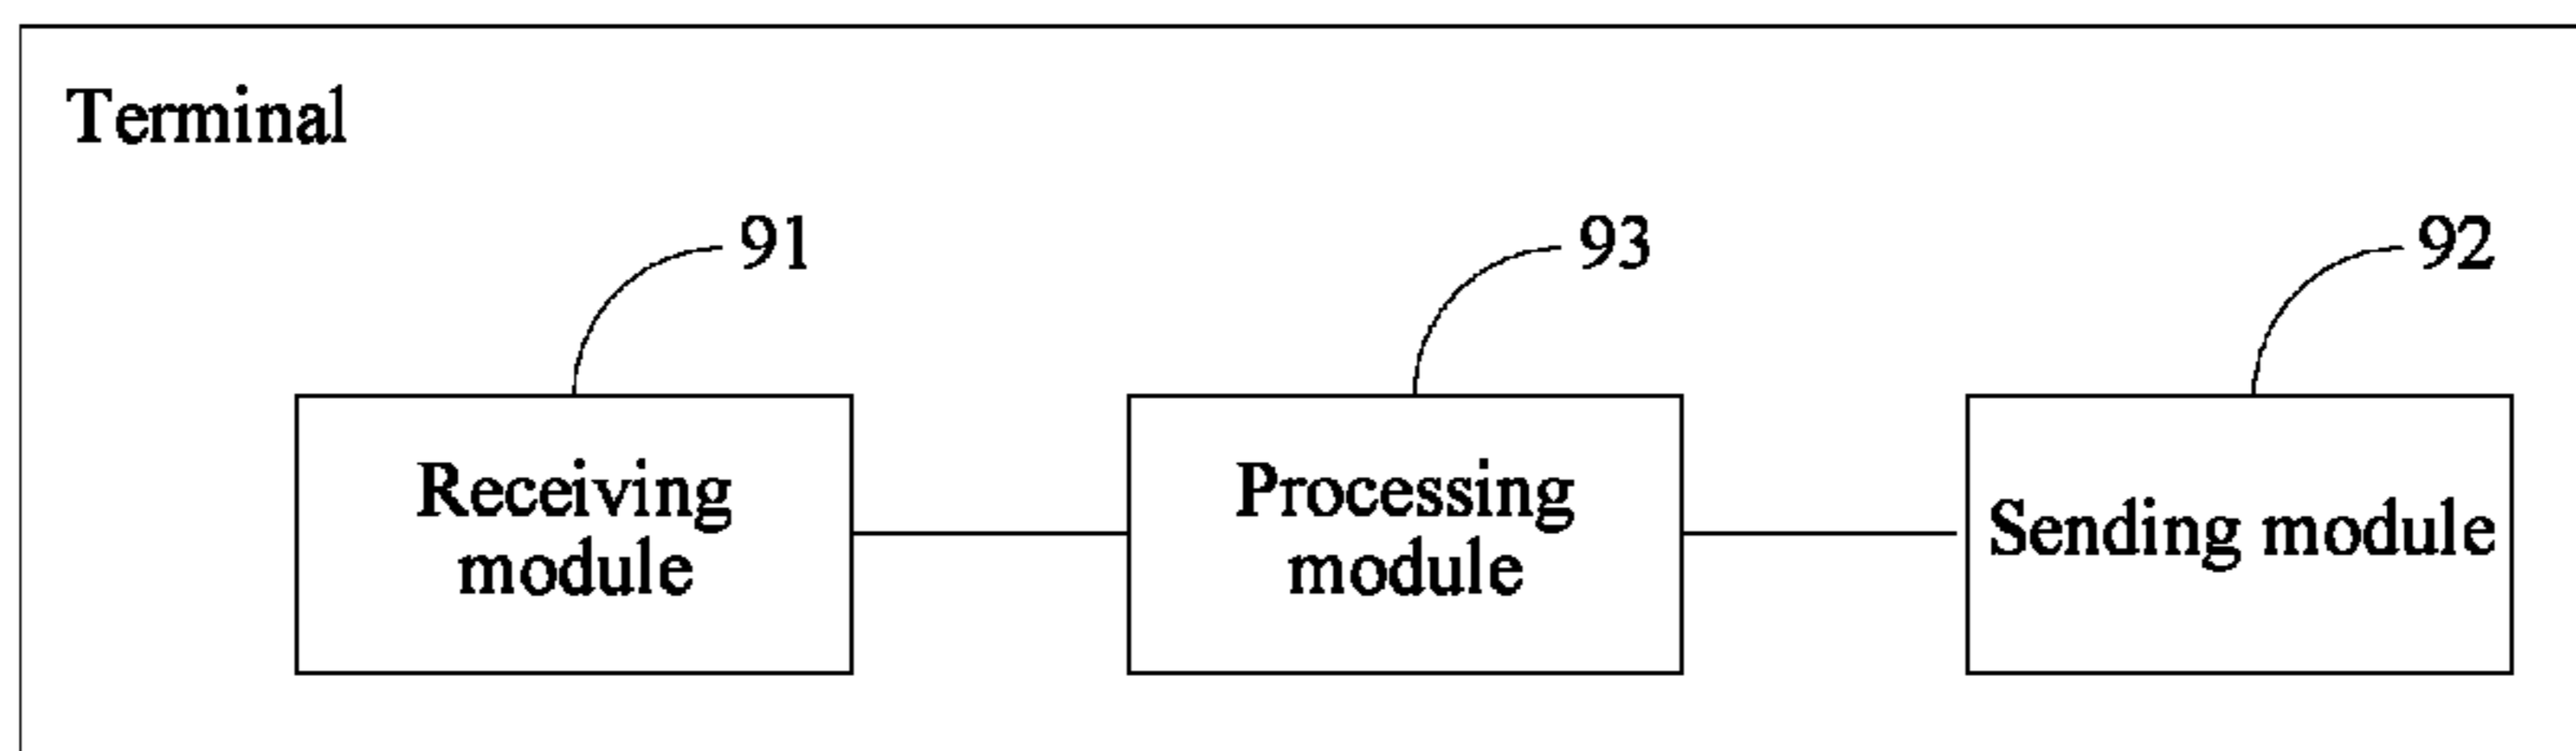 Terminal
91
93
92
Receiving
module
Processing
module
Sending module